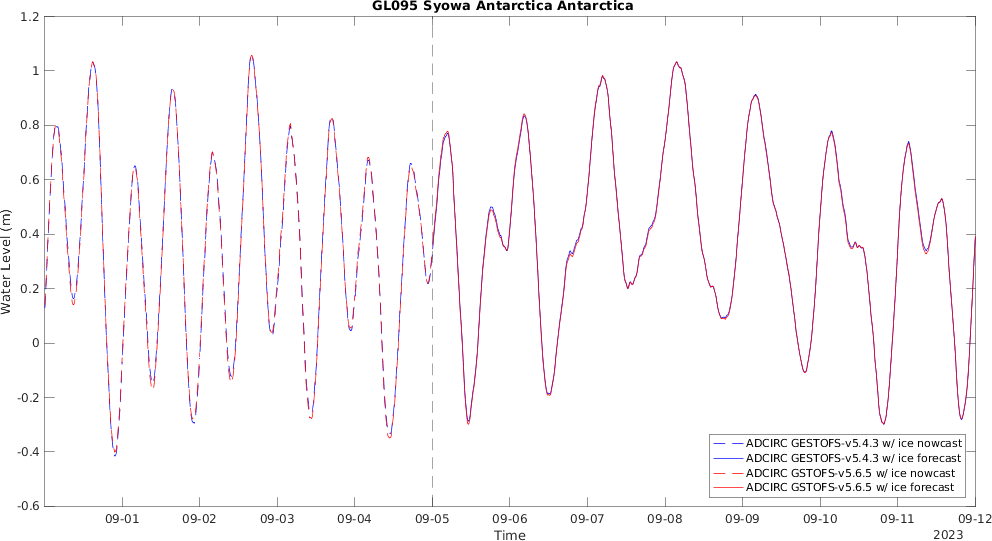 GL095 Syowa Antarctica Antarctica
1.2
1
0.8
0.6
0.4
0.2
0
-0.2
-0.4
-0.6
Water Level (m)
ADCIRC GESTOFS-v5.4.3 w/ ice nowcast
ADCIRC GESTOFS-v5.4.3 w/ ice forecast
ADCIRC GSTOFS-v5.6.5 w/ ice nowcast
ADCIRC GSTOFS-v5.6.5 w/ ice forecast
09-01 09-02 09-03 09-04 09-05 09-06 09-07 09-08 09-09 09-10 09-11 09-12
Time
2023